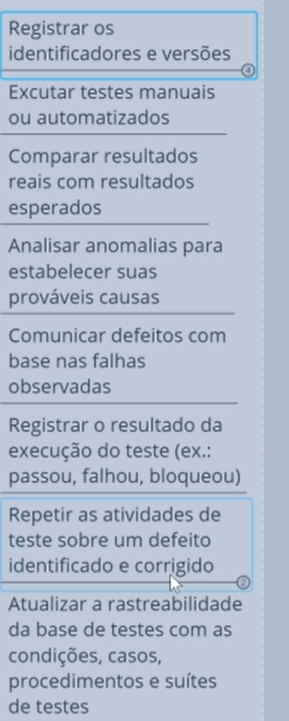 Registrar os
identificadores e versões
4
Excutar testes manuais
ou automatizados
Comparar resultados
reais com resultados
esperados
Analisar anomalias para
estabelecer suas
prováveis causas
Comunicar defeitos com
base nas falhas
observadas
Registrar o resultado da
execução do teste (ex.:
passou, falhou, bloqueou)
Repetir as atividades de
teste sobre um defeito
identificado e corrigido
2
Atualizar a rastreabilidade
da base de testes com as
condições, casos,
procedimentos e suítes
de testes